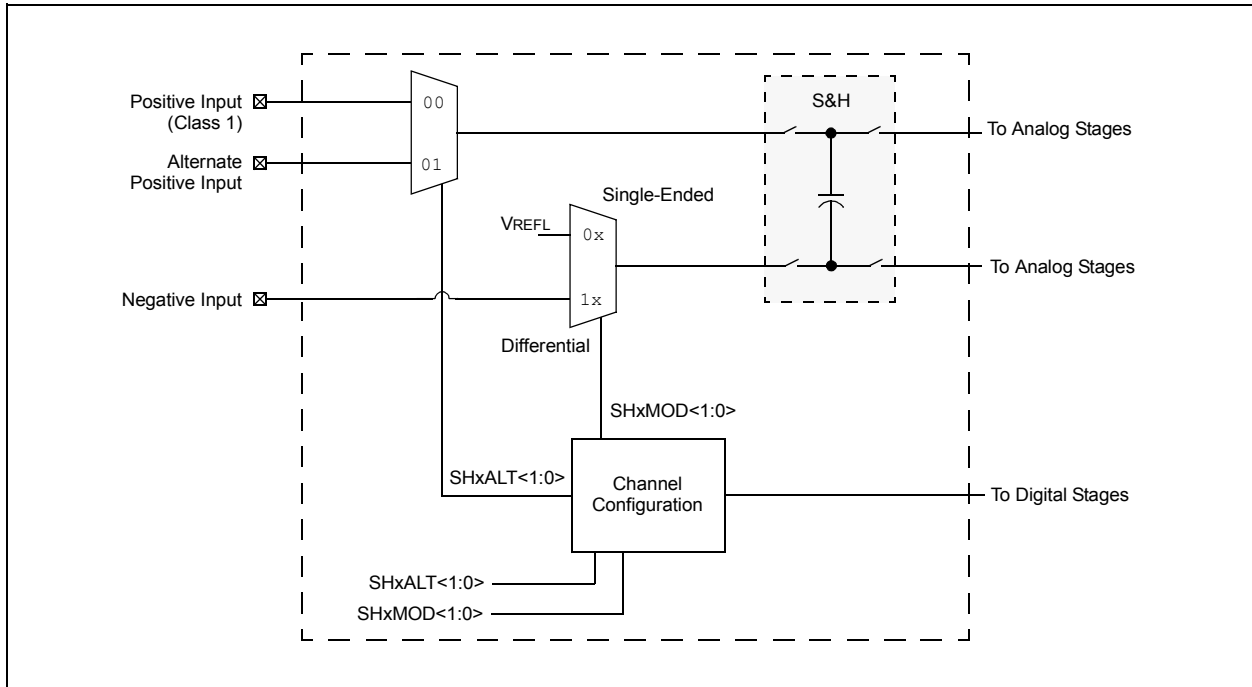 S&H
Positive Input
(Class 1)
00
To Analog Stages
Alternate
Positive Input
01
Single-Ended
VREFL
0x
To Analog Stages
Negative Input
1x
Differential
SHxMOD<1:0>
SHxALT<1:0>
Channel
Configuration
To Digital Stages
SHxALT<1:0>
SHxMOD<1:0>